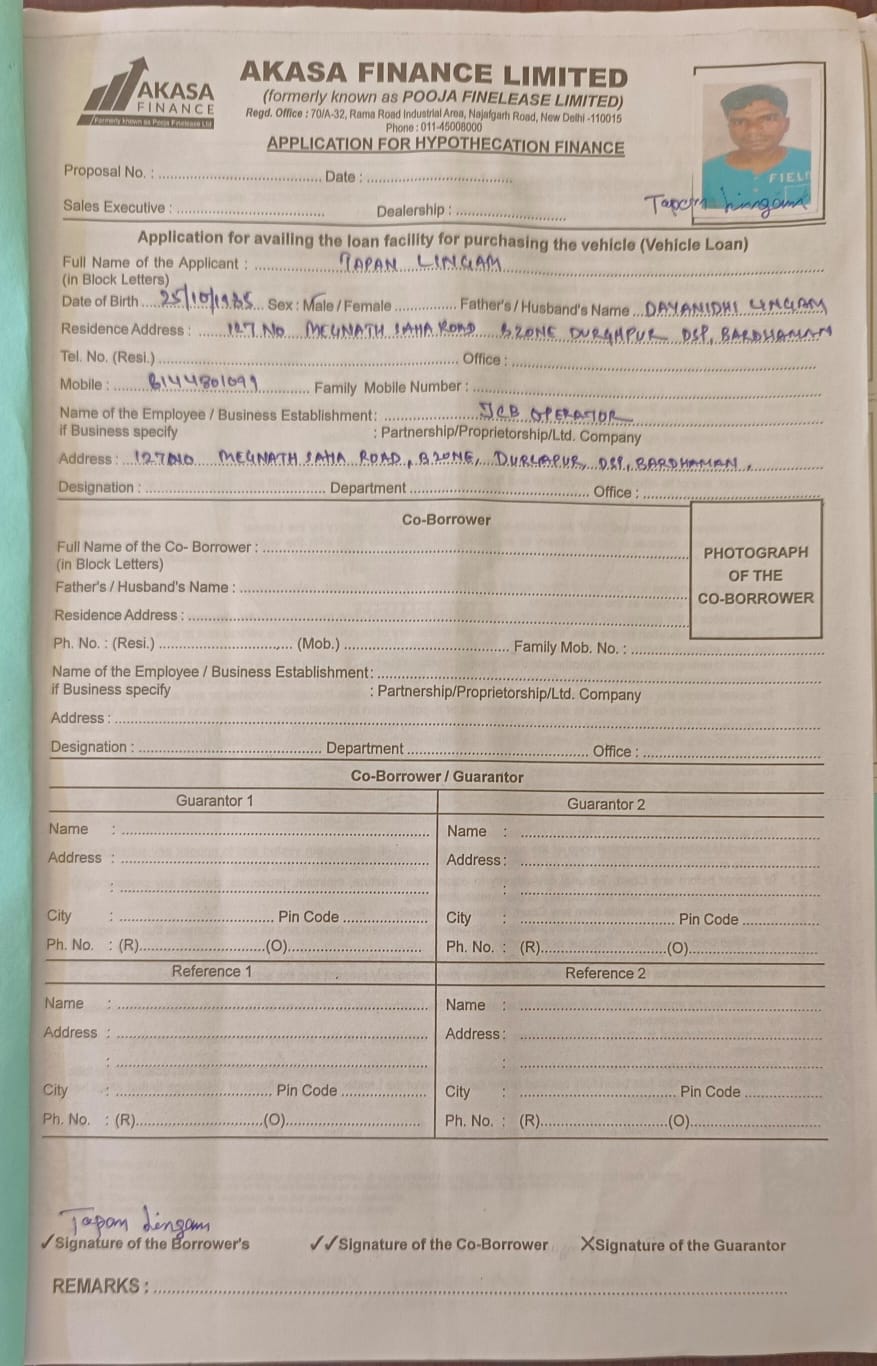 AKASA
FINANCE
Formerly known as Pooja Finelease Ltd
AKASA FINANCE LIMITED
(formerly known as POOJA FINELEASE LIMITED)
Regd. Office : 70/A-32, Rama Road Industrial Area, Najafgarh Road, New Delhi -110015
Phone : 011-45008000
APPLICATION FOR HYPOTHECATION FINANCE
FIEL
Proposal No. : Date :
Tapan Lingam
Sales Executive : Dealership :
Application for availing the loan facility for purchasing the vehicle (Vehicle Loan)
Full Name of the Applicant : TAPAN LINGAM
(in Block Letters)
Date of Birth 25/10/1985 Sex : Male / Female Father's / Husband's Name DAYANIDHI LINGAM
Residence Address : 127 NO MEGNATH SAHA ROAD BZONE DURGAPUR DSP, BARDHAMAN
Tel. No. (Resi.) Office :
Mobile : 8144801099 Family Mobile Number :
Name of the Employee / Business Establishment: JCB OPERATOR
if Business specify : Partnership/Proprietorship/Ltd. Company
Address : 127 NO MEGNATH SAHA ROAD, BZONE, DURGAPUR, DSP, BARDHAMAN,
Designation : Department Office :
Co-Borrower
PHOTOGRAPH
OF THE
CO-BORROWER
Full Name of the Co- Borrower :
(in Block Letters)
Father's / Husband's Name :
Residence Address :
Ph. No. : (Resi.) (Mob.) Family Mob. No. :
Name of the Employee / Business Establishment:
if Business specify : Partnership/Proprietorship/Ltd. Company
Address :
Designation : Department Office :
Co-Borrower / Guarantor
Guarantor 1 Guarantor 2
Name : Name :
Address : Address :
: :
City : Pin Code City : Pin Code
Ph. No. : (R) (O) Ph. No. : (R) (O)
Reference 1 Reference 2
Name : Name :
Address : Address :
: :
City : Pin Code City : Pin Code
Ph. No. : (R) (O) Ph. No. : (R) (O)
Tapan Lingam
✓Signature of the Borrower's ✓✓Signature of the Co-Borrower XSignature of the Guarantor
REMARKS :